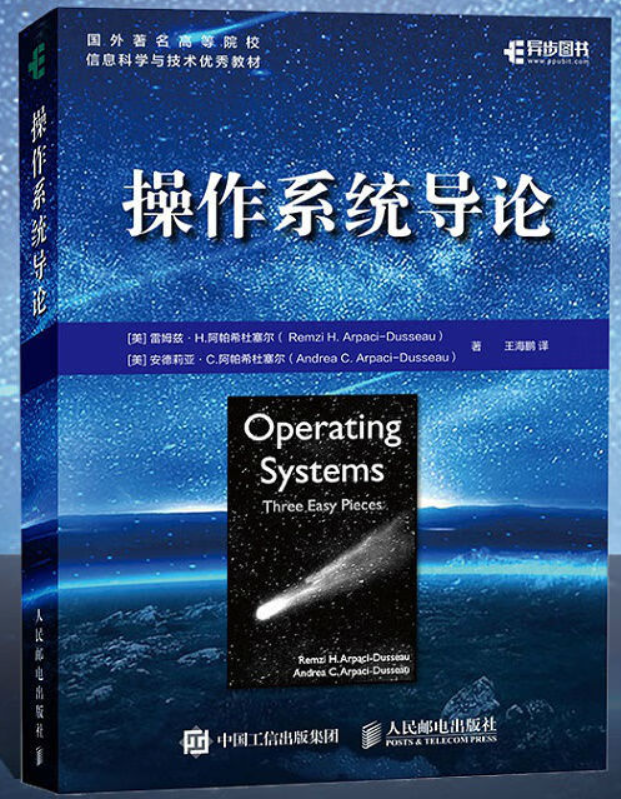 国外著名高等院校
信息科学与技术优秀教材
异步图书
www.epubit.com
操作系统导论
操作系统导论
[美] 雷姆兹·H.阿帕希杜塞尔（ Remzi H. Arpaci-Dusseau ）
[美] 安德莉亚·C.阿帕希杜塞尔（Andrea C. Arpaci-Dusseau ）
著
王海鹏 译
Operating
Systems
Three Easy Pieces
Remzi H.Arpaci-Dusseau
Andrea C.Arpaci-Dusseau
人民邮电出版社
中国工信出版集团
人民邮电出版社
POSTS & TELECOM PRESS